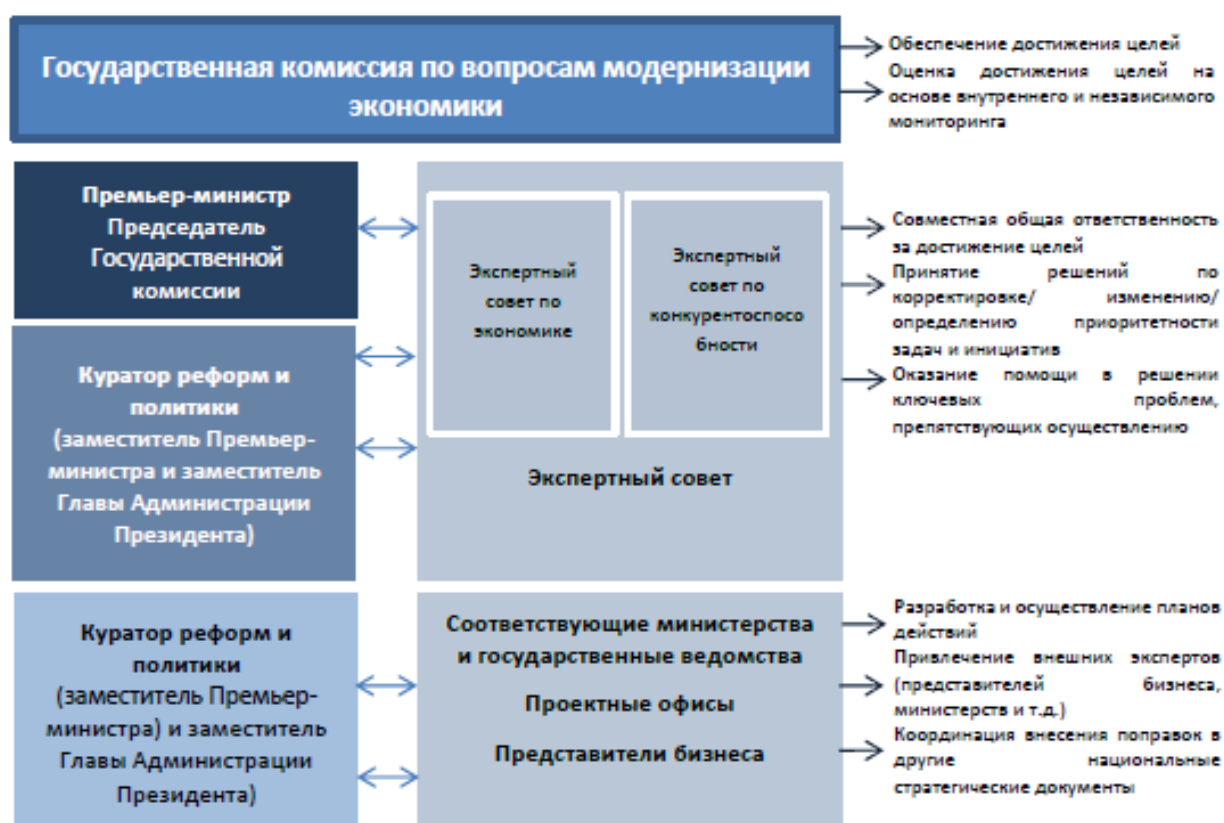 Государственная комиссия по вопросам модернизации
экономики
Обеспечение достижения целей
Оценка достижения целей на
основе внутреннего и независимого
мониторинга
Премьер-министр
Председатель
Государственной
комиссии
Куратор реформ и
политики
(заместитель Премьер-
министра и заместитель
Главы Администрации
Президента)
Экспертный
совет по
экономике
Экспертный
совет по
конкурентоспосо
бности
Экспертный совет
Совместная общая ответственность
за достижение целей
Принятие решений по
корректировке/ изменению/
определению приоритетности
задач и инициатив
Оказание помощи в решении
ключевых проблем,
препятствующих осуществлению
Куратор реформ и
политики
(заместитель Премьер-
министра) и заместитель
Главы Администрации
Президента)
Соответствующие министерства
и государственные ведомства
Проектные офисы
Представители бизнеса
Разработка и осуществление планов
действий
Привлечение внешних экспертов
(представителей бизнеса,
министерств и т.д.)
Координация внесения поправок в
другие национальные
стратегические документы